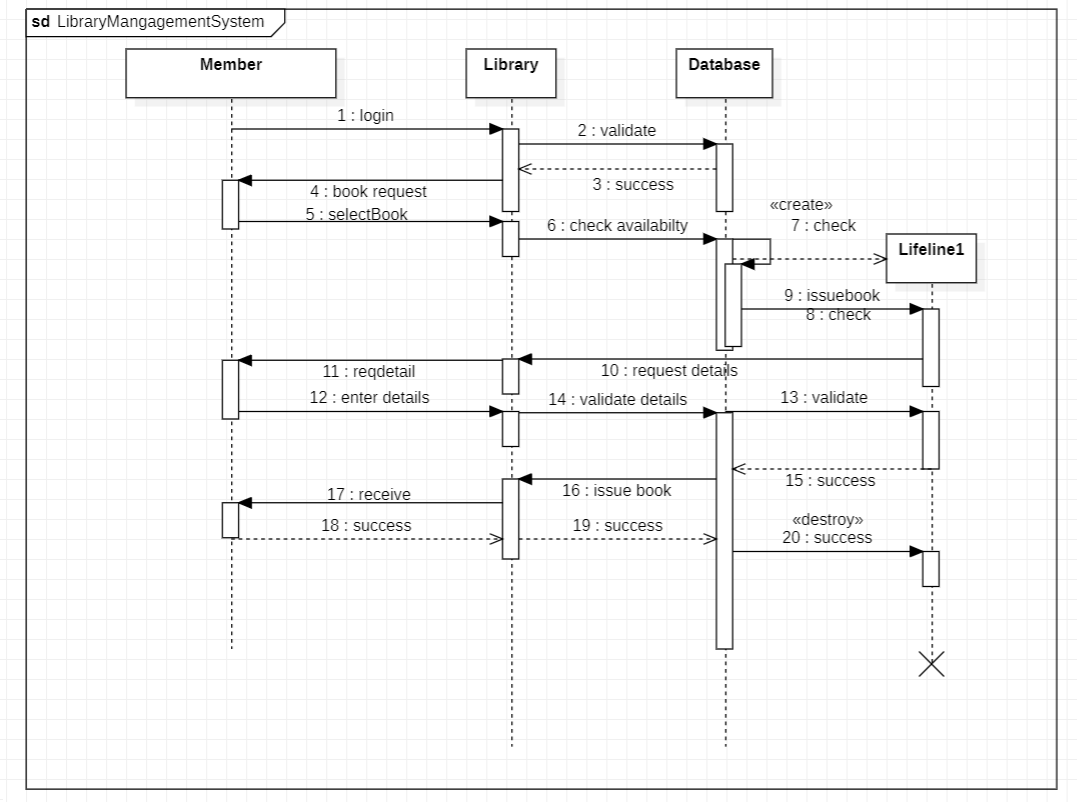 sd LibraryMangagementSystem
Member
Library
Database
1 : login
2 : validate
3 : success
4 : book request
5 : selectBook
6 : check availabilty
«create»
7 : check
Lifeline1
9 : issuebook
8 : check
10 : request details
11 : reqdetail
12 : enter details
14 : validate details
13 : validate
15 : success
16 : issue book
17 : receive
18 : success
19 : success
«destroy»
20 : success